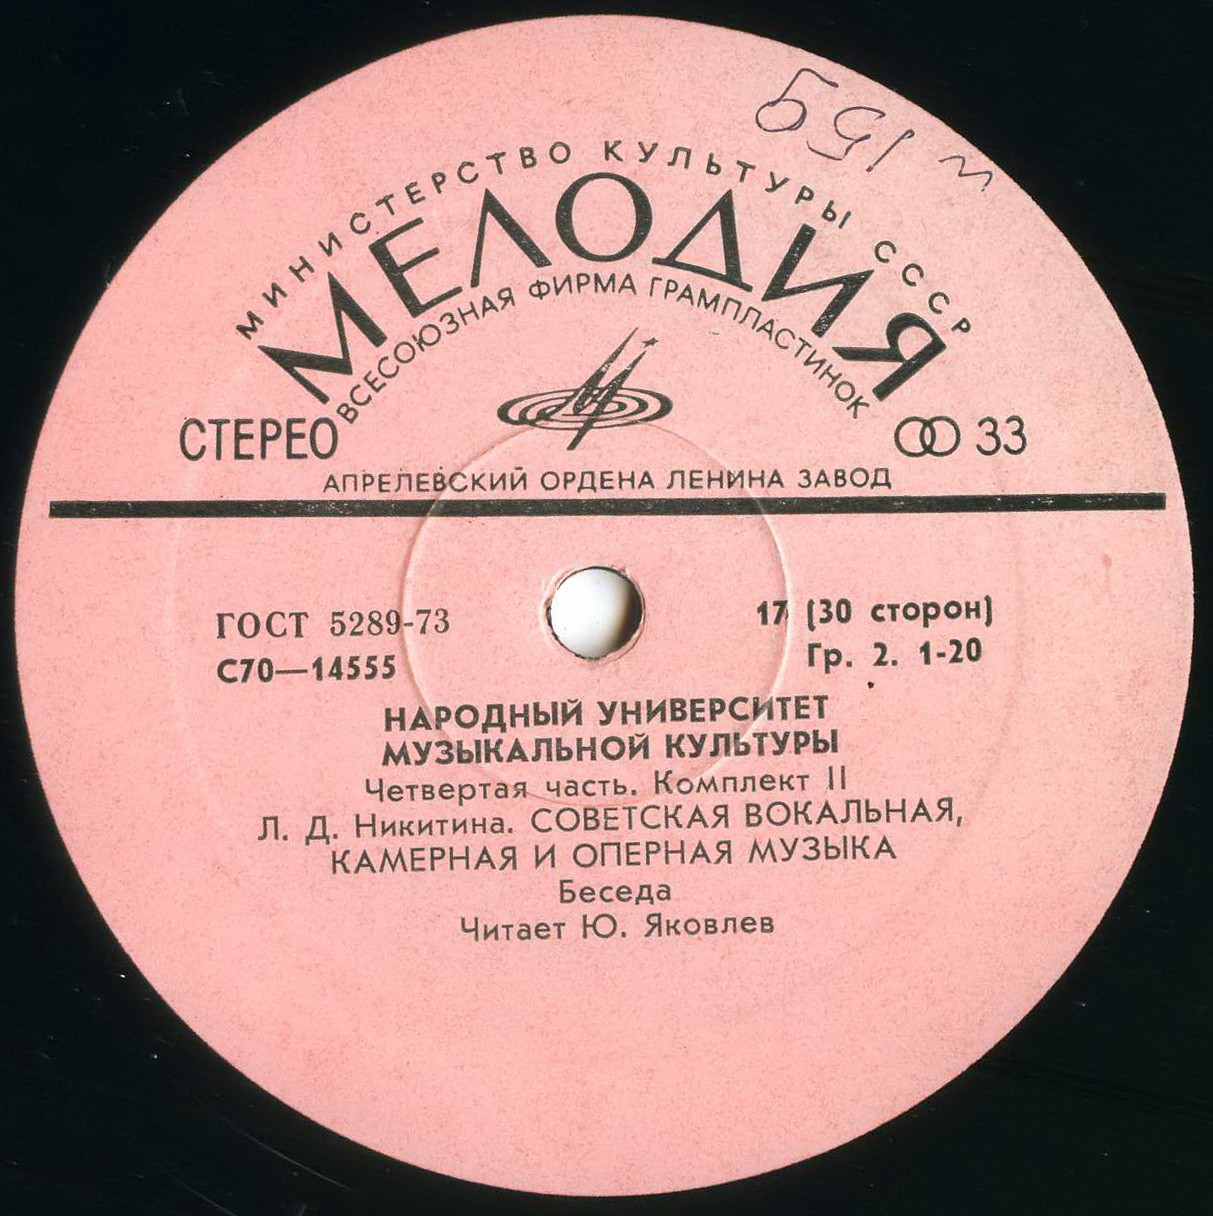 591 м
МИНИСТЕРСТВО КУЛЬТУРЫ СССР
МЕЛОДИЯ
ВСЕСОЮЗНАЯ ФИРМА ГРАМПЛАСТИНОК
СТЕРЕО
33
АПРЕЛЕВСКИЙ ОРДЕНА ЛЕНИНА ЗАВОД
ГОСТ 5289-73
17 (30 сторон)
С70—14555
Гр. 2. 1-20
НАРОДНЫЙ УНИВЕРСИТЕТ
МУЗЫКАЛЬНОЙ КУЛЬТУРЫ
Четвертая часть. Комплект II
Л. Д. Никитина. СОВЕТСКАЯ ВОКАЛЬНАЯ,
КАМЕРНАЯ И ОПЕРНАЯ МУЗЫКА
Беседа
Читает Ю. Яковлев